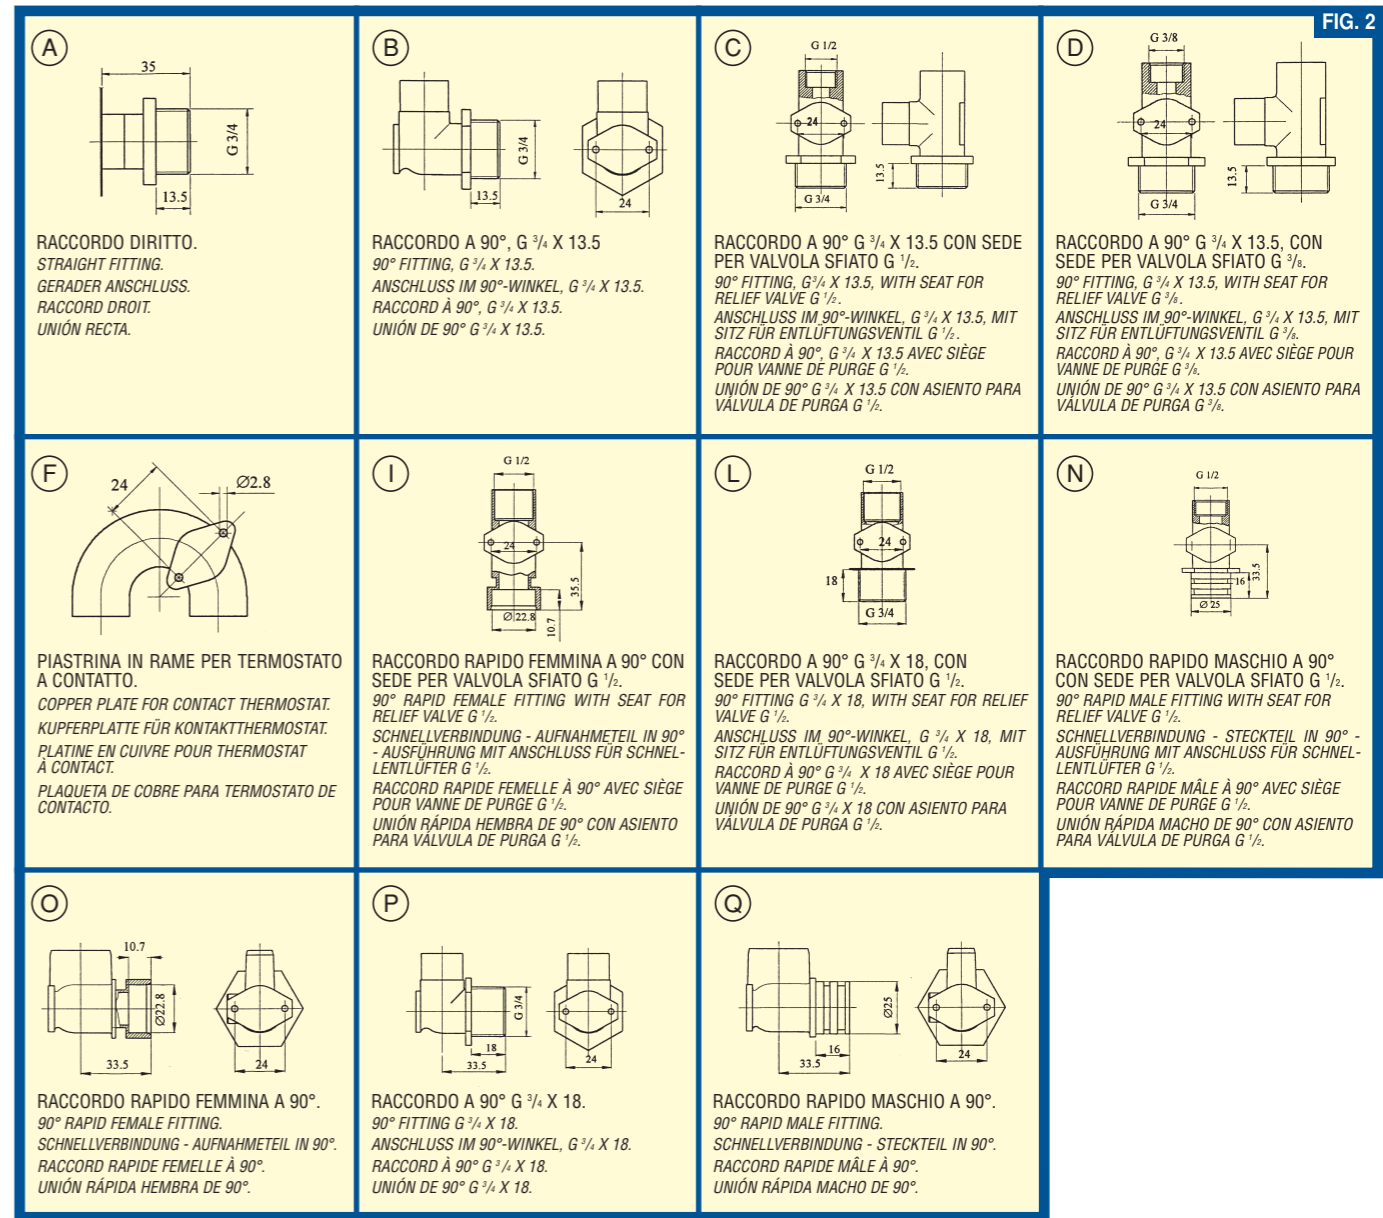 FIG. 2
A
35
G 3/4
13.5
RACCORDO DIRITTO.
STRAIGHT FITTING.
GERADER ANSCHLUSS.
RACCORD DROIT.
UNIÓN RECTA.
B
G 3/4
13.5
24
RACCORDO A 90°, G 3/4 X 13.5
90° FITTING, G 3/4 X 13.5.
ANSCHLUSS IM 90°-WINKEL, G 3/4 X 13.5.
RACCORD À 90°, G 3/4 X 13.5.
UNIÓN DE 90° G 3/4 X 13.5.
C
G 1/2
24
13.5
G 3/4
RACCORDO A 90° G 3/4 X 13.5 CON SEDE
PER VALVOLA SFIATO G 1/2.
90° FITTING, G3/4 X 13.5, WITH SEAT FOR
RELIEF VALVE G 1/2.
ANSCHLUSS IM 90°-WINKEL, G 3/4 X 13.5, MIT
SITZ FÜR ENTLÜFTUNGSVENTIL G 1/2.
RACCORD À 90°, G 3/4 X 13.5 AVEC SIÈGE
POUR VANNE DE PURGE G 1/2.
UNIÓN DE 90° G 3/4 X 13.5 CON ASIENTO PARA
VÁLVULA DE PURGA G 1/2.
D
G 3/8
24
13.5
G 3/4
RACCORDO A 90° G 3/4 X 13.5, CON
SEDE PER VALVOLA SFIATO G 3/8.
90° FITTING, G 3/4 X 13.5, WITH SEAT FOR
RELIEF VALVE G 3/8.
ANSCHLUSS IM 90°-WINKEL, G 3/4 X 13.5, MIT
SITZ FÜR ENTLÜFTUNGSVENTIL G 3/8.
RACCORD À 90°, G 3/4 X 13.5 AVEC SIÈGE POUR
VANNE DE PURGE G 3/8.
UNIÓN DE 90° G 3/4 X 13.5 CON ASIENTO PARA
VÁLVULA DE PURGA G 3/8.
F
24
Ø2.8
PIASTRINA IN RAME PER TERMOSTATO
A CONTATTO.
COPPER PLATE FOR CONTACT THERMOSTAT.
KUPFERPLATTE FÜR KONTAKTTHERMOSTAT.
PLATINE EN CUIVRE POUR THERMOSTAT
À CONTACT.
PLAQUETA DE COBRE PARA TERMOSTATO DE
CONTACTO.
I
G 1/2
24
35.5
Ø 22.8
10.7
RACCORDO RAPIDO FEMMINA A 90° CON
SEDE PER VALVOLA SFIATO G 1/2.
90° RAPID FEMALE FITTING WITH SEAT FOR
RELIEF VALVE G 1/2.
SCHNELLVERBINDUNG - AUFNAHMETEIL IN 90°
- AUSFÜHRUNG MIT ANSCHLUSS FÜR SCHNEL-
LENTLÜFTER G 1/2.
RACCORD RAPIDE FEMELLE À 90° AVEC SIÈGE
POUR VANNE DE PURGE G 1/2.
UNIÓN RÁPIDA HEMBRA DE 90° CON ASIENTO
PARA VÁLVULA DE PURGA G 1/2.
L
G 1/2
24
18
G 3/4
RACCORDO A 90° G 3/4 X 18, CON
SEDE PER VALVOLA SFIATO G 1/2.
90° FITTING G 3/4 X 18, WITH SEAT FOR RELIEF
VALVE G 1/2.
ANSCHLUSS IM 90°-WINKEL, G 3/4 X 18, MIT
SITZ FÜR ENTLÜFTUNGSVENTIL G 1/2.
RACCORD À 90° G 3/4 X 18 AVEC SIÈGE POUR
VANNE DE PURGE G 1/2.
UNIÓN DE 90° G 3/4 X 18 CON ASIENTO PARA
VÁLVULA DE PURGA G 1/2.
N
G 1/2
16
33.5
Ø 25
RACCORDO RAPIDO MASCHIO A 90°
CON SEDE PER VALVOLA SFIATO G 1/2.
90° RAPID MALE FITTING WITH SEAT FOR
RELIEF VALVE G 1/2.
SCHNELLVERBINDUNG - STECKTEIL IN 90° -
AUSFÜHRUNG MIT ANSCHLUSS FÜR SCHNEL-
LENTLÜFTER G 1/2.
RACCORD RAPIDE MÂLE À 90° AVEC SIÈGE
POUR VANNE DE PURGE G 1/2.
UNIÓN RÁPIDA MACHO DE 90° CON ASIENTO
PARA VÁLVULA DE PURGA G 1/2.
O
10.7
Ø22.8
33.5
24
RACCORDO RAPIDO FEMMINA A 90°.
90° RAPID FEMALE FITTING.
SCHNELLVERBINDUNG - AUFNAHMETEIL IN 90°.
RACCORD RAPIDE FEMELLE À 90°.
UNIÓN RÁPIDA HEMBRA DE 90°.
P
G 3/4
18
33.5
24
RACCORDO A 90° G 3/4 X 18.
90° FITTING G 3/4 X 18.
ANSCHLUSS IM 90°-WINKEL, G 3/4 X 18.
RACCORD À 90° G 3/4 X 18.
UNIÓN DE 90° G 3/4 X 18.
Q
Ø25
16
33.5
24
RACCORDO RAPIDO MASCHIO A 90°.
90° RAPID MALE FITTING.
SCHNELLVERBINDUNG - STECKTEIL IN 90°.
RACCORD RAPIDE MÂLE À 90°.
UNIÓN RÁPIDA MACHO DE 90°.